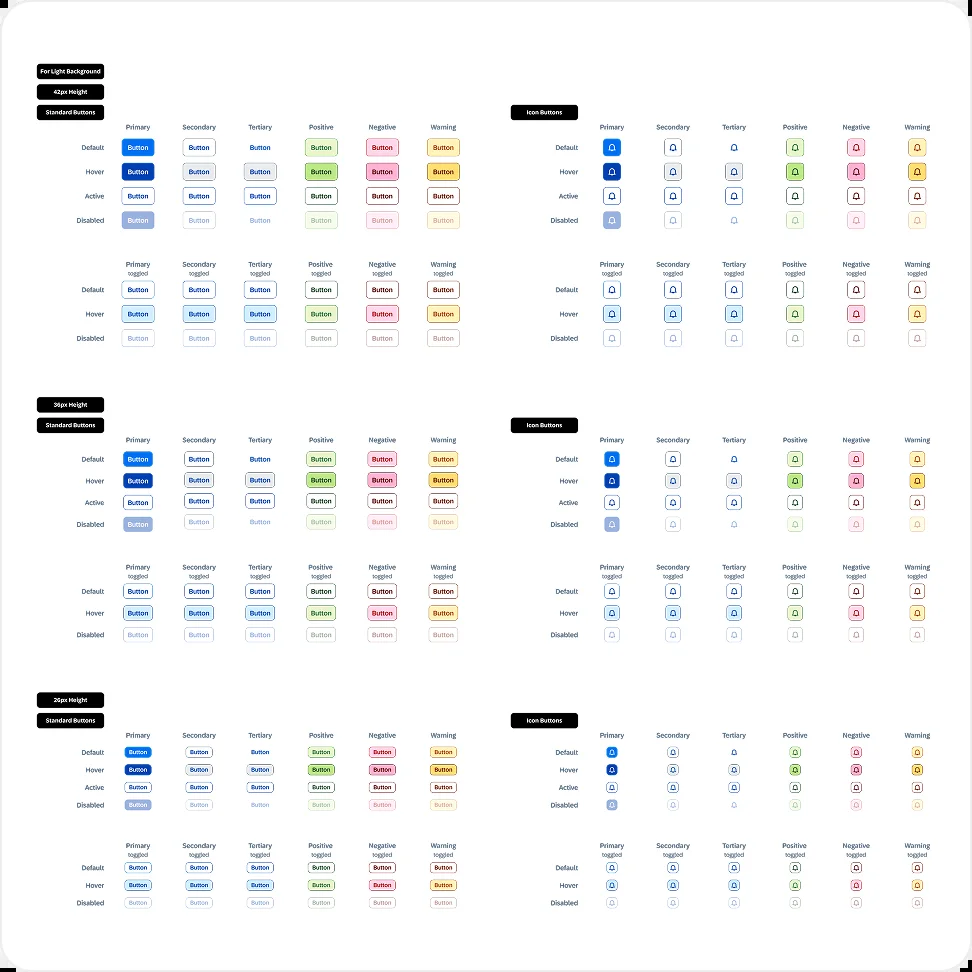 For Light Background
42px Height
Standard Buttons
Icon Buttons
Primary Secondary Tertiary Positive Negative Warning Primary Secondary Tertiary Positive Negative Warning
Default Button Button Button Button Button Button Default
Hover Button Button Button Button Button Button Hover
Active Button Button Button Button Button Button Active
Disabled Button Button Button Button Button Button Disabled
Primary Secondary Tertiary Positive Negative Warning Primary Secondary Tertiary Positive Negative Warning
toggled toggled toggled toggled toggled toggled toggled toggled toggled toggled toggled toggled
Default Button Button Button Button Button Button Default
Hover Button Button Button Button Button Button Hover
Disabled Button Button Button Button Button Button Disabled
36px Height
Standard Buttons
Icon Buttons
Primary Secondary Tertiary Positive Negative Warning Primary Secondary Tertiary Positive Negative Warning
Default Button Button Button Button Button Button Default
Hover Button Button Button Button Button Button Hover
Active Button Button Button Button Button Button Active
Disabled Button Button Button Button Button Button Disabled
Primary Secondary Tertiary Positive Negative Warning Primary Secondary Tertiary Positive Negative Warning
toggled toggled toggled toggled toggled toggled toggled toggled toggled toggled toggled toggled
Default Button Button Button Button Button Button Default
Hover Button Button Button Button Button Button Hover
Disabled Button Button Button Button Button Button Disabled
26px Height
Standard Buttons
Icon Buttons
Primary Secondary Tertiary Positive Negative Warning Primary Secondary Tertiary Positive Negative Warning
Default Button Button Button Button Button Button Default
Hover Button Button Button Button Button Button Hover
Active Button Button Button Button Button Button Active
Disabled Button Button Button Button Button Button Disabled
Primary Secondary Tertiary Positive Negative Warning Primary Secondary Tertiary Positive Negative Warning
toggled toggled toggled toggled toggled toggled toggled toggled toggled toggled toggled toggled
Default Button Button Button Button Button Button Default
Hover Button Button Button Button Button Button Hover
Disabled Button Button Button Button Button Button Disabled